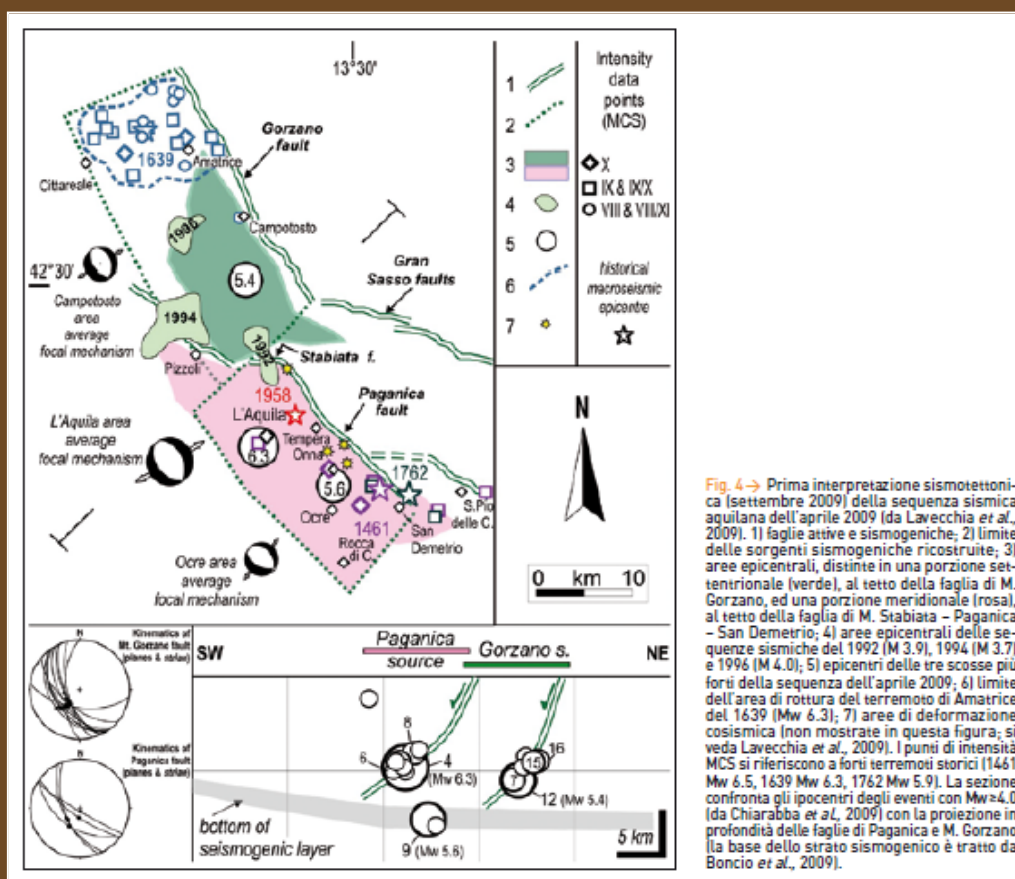 13°30'
Gorzano
fault
1639
Amatrice
Cittareale
Campotosto
1996
42°30'
5.4
Gran
Sasso faults
Campotosto
area
average
focal mechanism
1994
1992
Stabiata f.
Pizzoli
Paganica
fault
1958
L'Aquila
L'Aquila area
average
focal mechanism
6.3
Tempera
Onna
5.6
1762
Ocre
1461
S.Pio
delle C.
San
Demetrio
Rocca
di C.
Ocre area
average
focal mechanism
1
2
3
4
5
6
7
Intensity
data
points
(MCS)
X
IX & IX/X
VIII & VIII/XI
historical
macroseismic
epicentre
N
0 km 10
N
Kinematics of
Mt. Gorzano fault
(planes & striae)
N
Kinematics of
Paganica fault
(planes & striae)
SW
Paganica
source
Gorzano s.
NE
8
6
4
(Mw 6.3)
16
15
7
12 (Mw 5.4)
bottom of
seismogenic layer
9 (Mw 5.6)
5 km
Fig. 4→ Prima interpretazione sismotettoni-
ca (settembre 2009) della sequenza sismica
aquilana dell'aprile 2009 (da Lavecchia et al.,
2009). 1) faglie attive e sismogeniche; 2) limite
delle sorgenti sismogeniche ricostruite; 3)
aree epicentrali, distinte in una porzione set-
tentrionale (verde), al tetto della faglia di M.
Gorzano, ed una porzione meridionale (rosa),
al tetto della faglia di M. Stabiata – Paganica
– San Demetrio; 4) aree epicentrali delle se-
quenze sismiche del 1992 (M 3.9), 1994 (M 3.7)
e 1996 (M 4.0); 5) epicentri delle tre scosse più
forti della sequenza dell'aprile 2009; 6) limite
dell'area di rottura del terremoto di Amatrice
del 1639 (Mw 6.3); 7) aree di deformazione
cosismica (non mostrate in questa figura; si
veda Lavecchia et al., 2009). I punti di intensità
MCS si riferiscono a forti terremoti storici (1461
Mw 6.5, 1639 Mw 6.3, 1762 Mw 5.9). La sezione
confronta gli ipocentri degli eventi con Mw≥4.0
(da Chiarabba et al., 2009) con la proiezione in
profondità delle faglie di Paganica e M. Gorzano
(la base dello strato sismogenico è tratto da
Boncio et al., 2009).